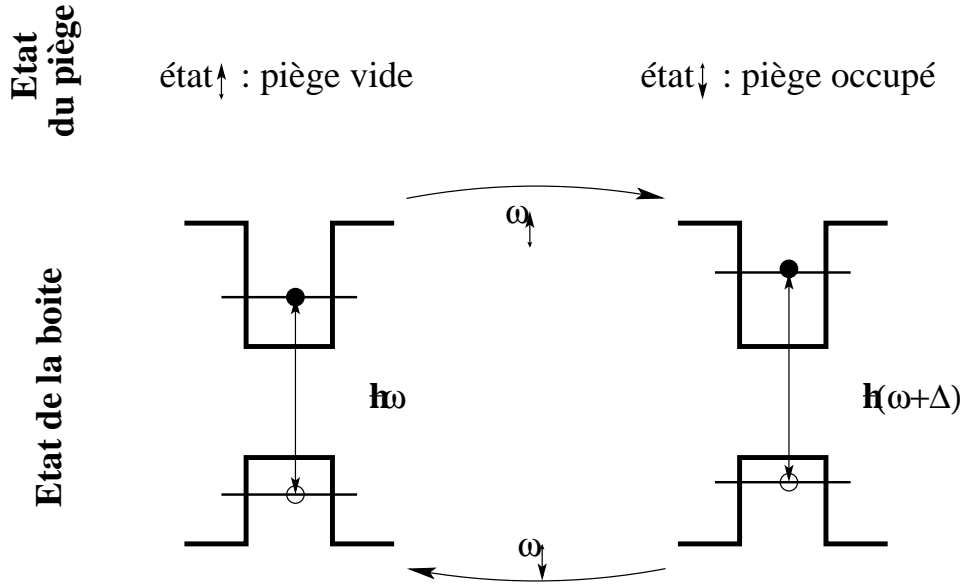 Etat
du piège
état↑ : piège vide
état↓ : piège occupé
ω↑
Etat de la boite
ħω
ħ(ω+Δ)
ω↓